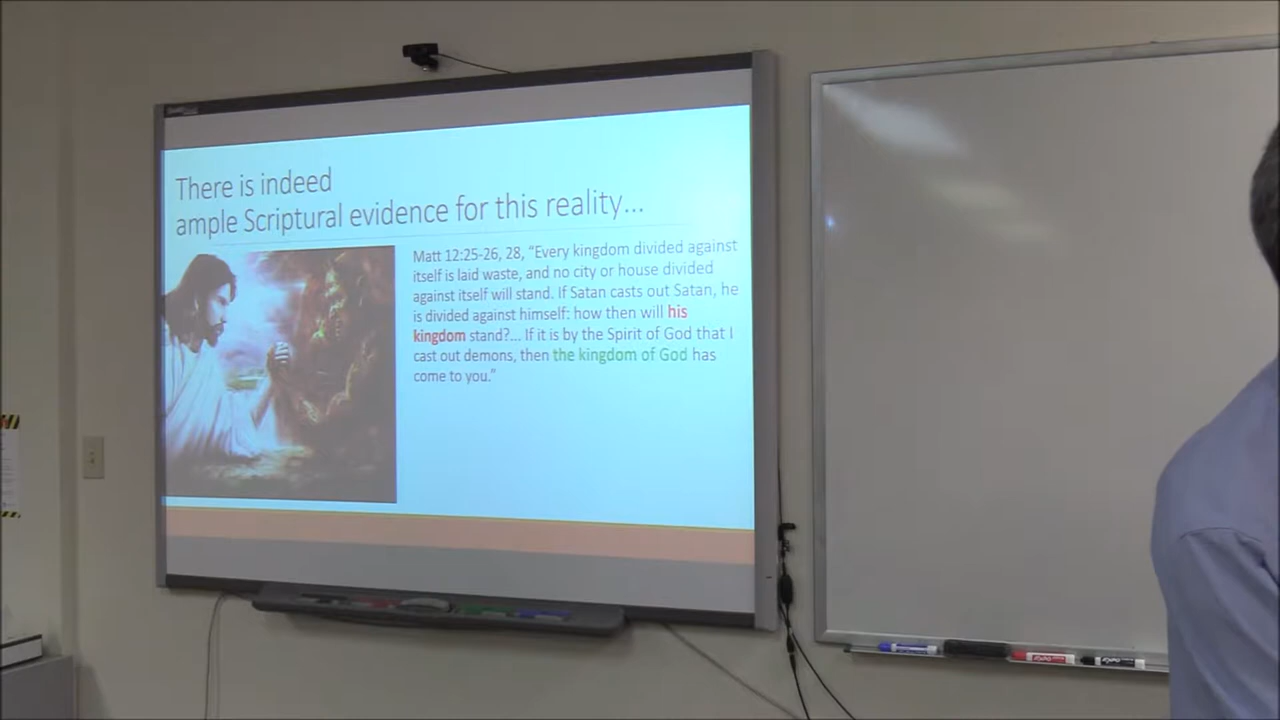 There is indeed
ample Scriptural evidence for this reality...
Matt 12:25-26, 28, “Every kingdom divided against
itself is laid waste, and no city or house divided
against itself will stand. If Satan casts out Satan, he
is divided against himself: how then will his
kingdom stand?... If it is by the Spirit of God that I
cast out demons, then the kingdom of God has
come to you.”